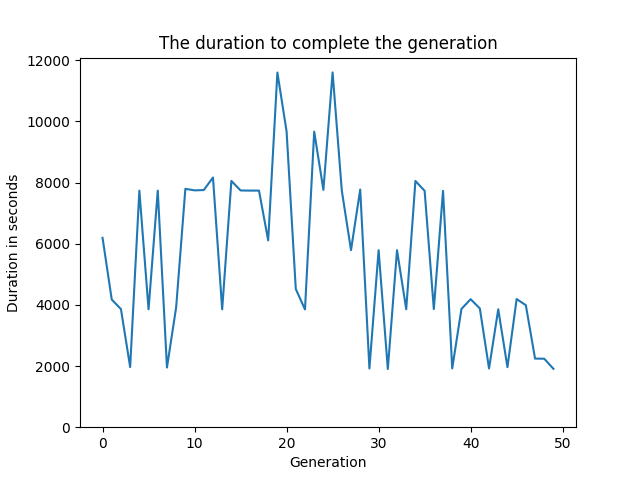 The duration to complete the generation
12000
10000
8000
6000
4000
2000
0
Duration in seconds
0 10 20 30 40 50
Generation